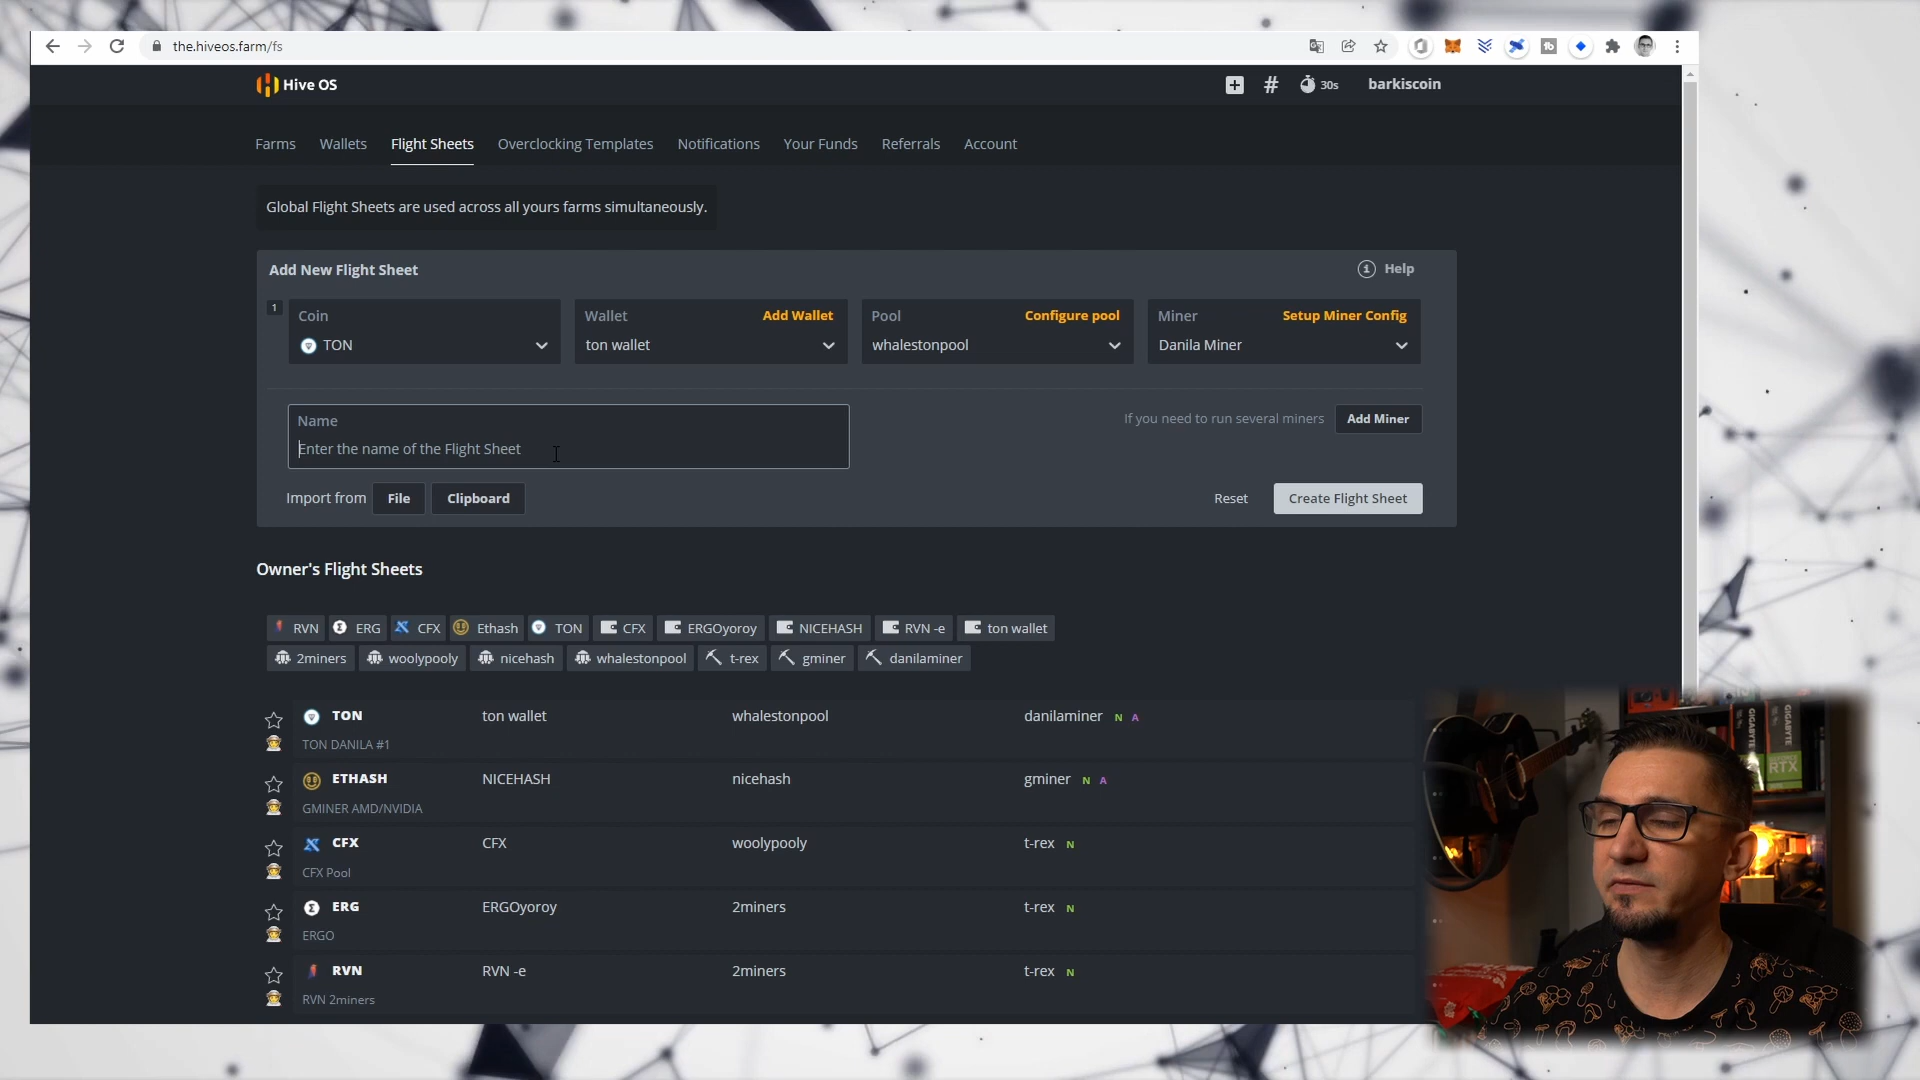 the.hiveos.farm/fs
Hive OS
30s
barkiscoin
Farms Wallets Flight Sheets Overclocking Templates Notifications Your Funds Referrals Account
Global Flight Sheets are used across all yours farms simultaneously.
Add New Flight Sheet
Help
1
Coin
TON
Wallet Add Wallet
ton wallet
Pool Configure pool
whalestonpool
Miner Setup Miner Config
Danila Miner
Name
Enter the name of the Flight Sheet
If you need to run several miners Add Miner
Import from File Clipboard
Reset Create Flight Sheet
Owner's Flight Sheets
RVN ERG CFX Ethash TON CFX ERGOyoroy NICEHASH RVN -e ton wallet
2miners woolypooly nicehash whalestonpool t-rex gminer danilaminer
TON ton wallet whalestonpool danilaminer N A
TON DANILA #1
ETHASH NICEHASH nicehash gminer N A
GMINER AMD/NVIDIA
CFX CFX woolypooly t-rex N
CFX Pool
ERG ERGOyoroy 2miners t-rex N
ERGO
RVN RVN -e 2miners t-rex N
RVN 2miners
GIGABYTE
GIGABYTE
RTX